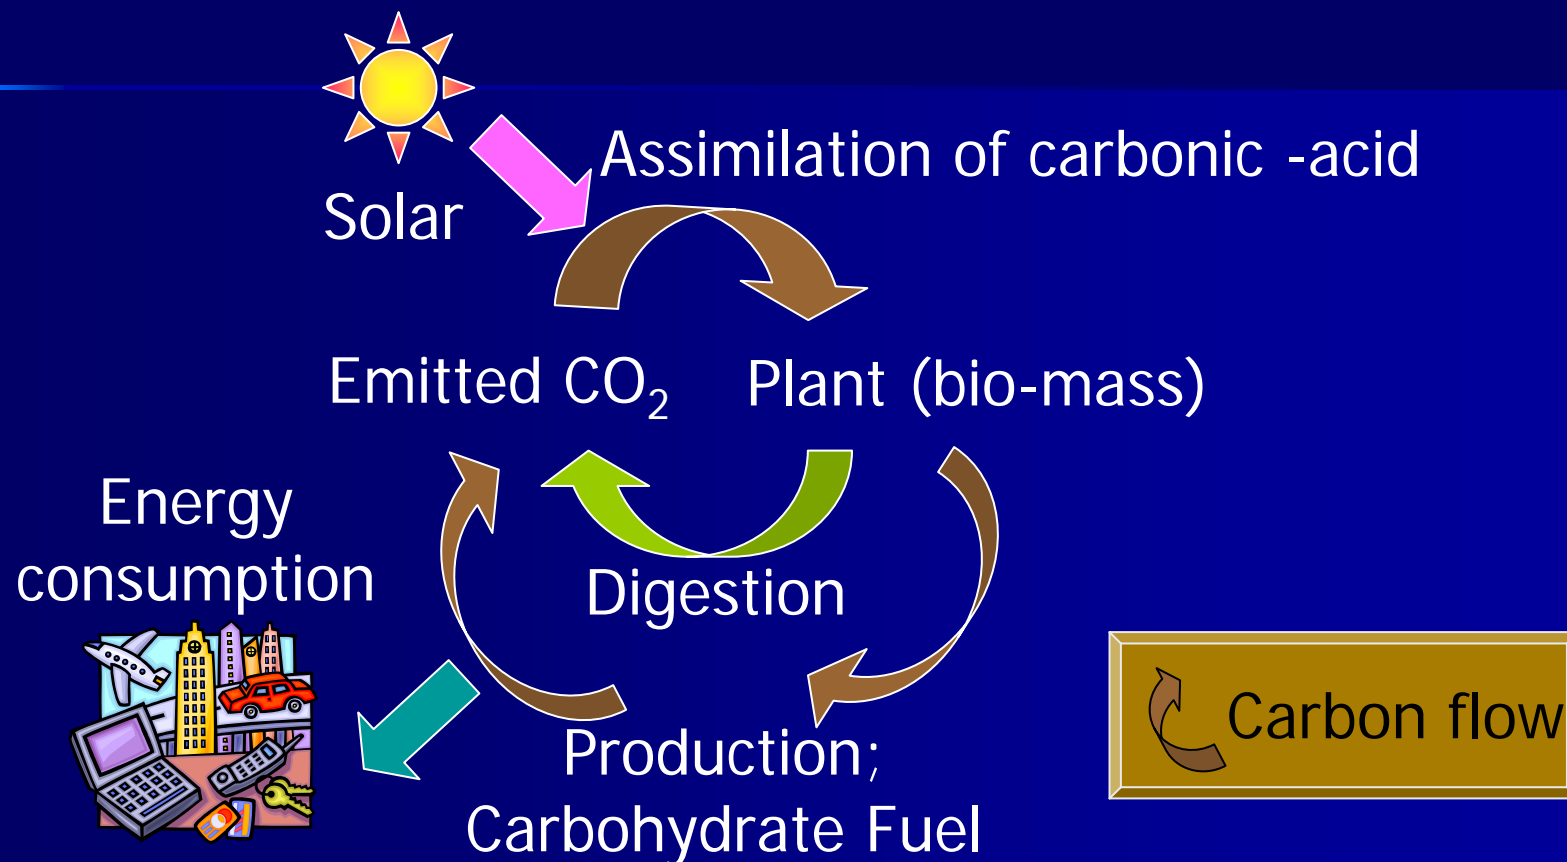 Assimilation of carbonic -acid
Solar
Emitted CO₂
Plant (bio-mass)
Energy
consumption
Digestion
Production;
Carbohydrate Fuel
Carbon flow